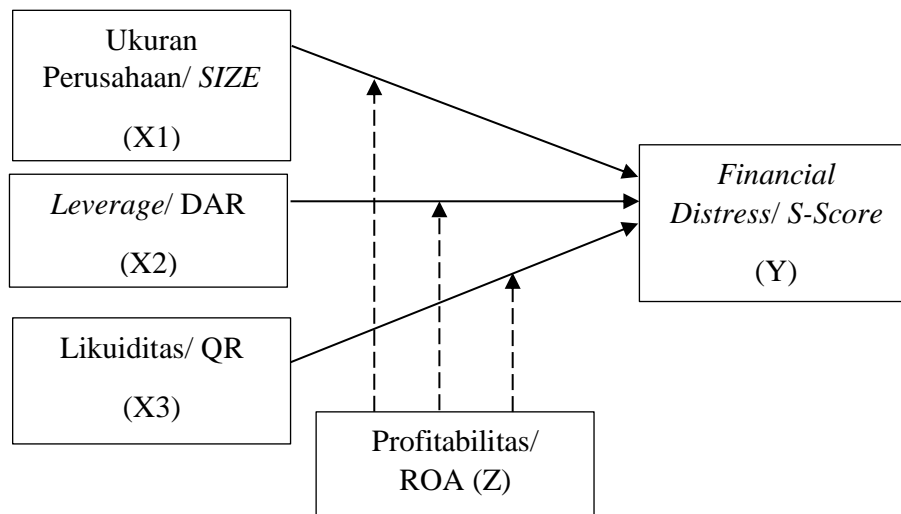 Ukuran
Perusahaan/ SIZE
(X1)
Leverage/ DAR
(X2)
Likuiditas/ QR
(X3)
Financial
Distress/ S-Score
(Y)
Profitabilitas/
ROA (Z)